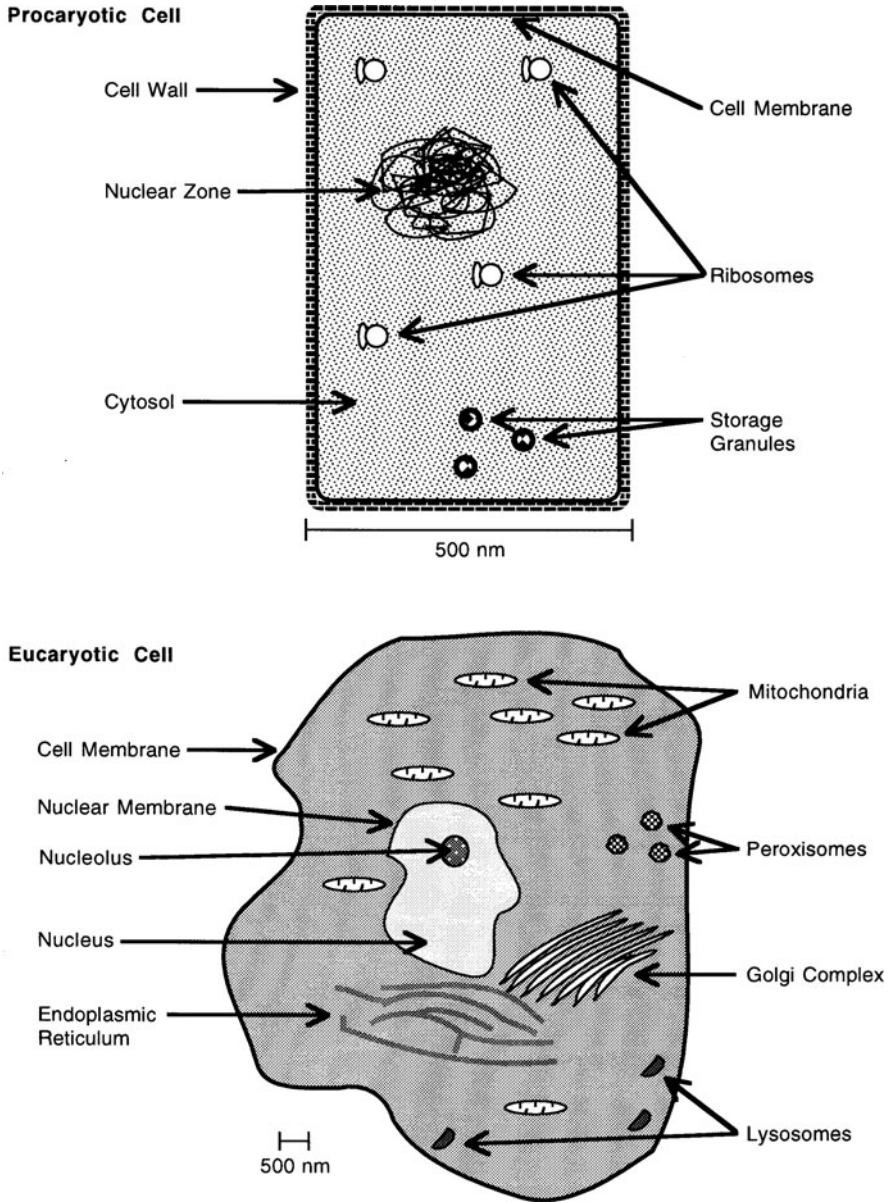 Procaryotic Cell
Cell Wall
Cell Membrane
Nuclear Zone
Ribosomes
Cytosol
Storage
Granules
500 nm
Eucaryotic Cell
Mitochondria
Cell Membrane
Nuclear Membrane
Nucleolus
Peroxisomes
Nucleus
Golgi Complex
Endoplasmic
Reticulum
Lysosomes
500 nm